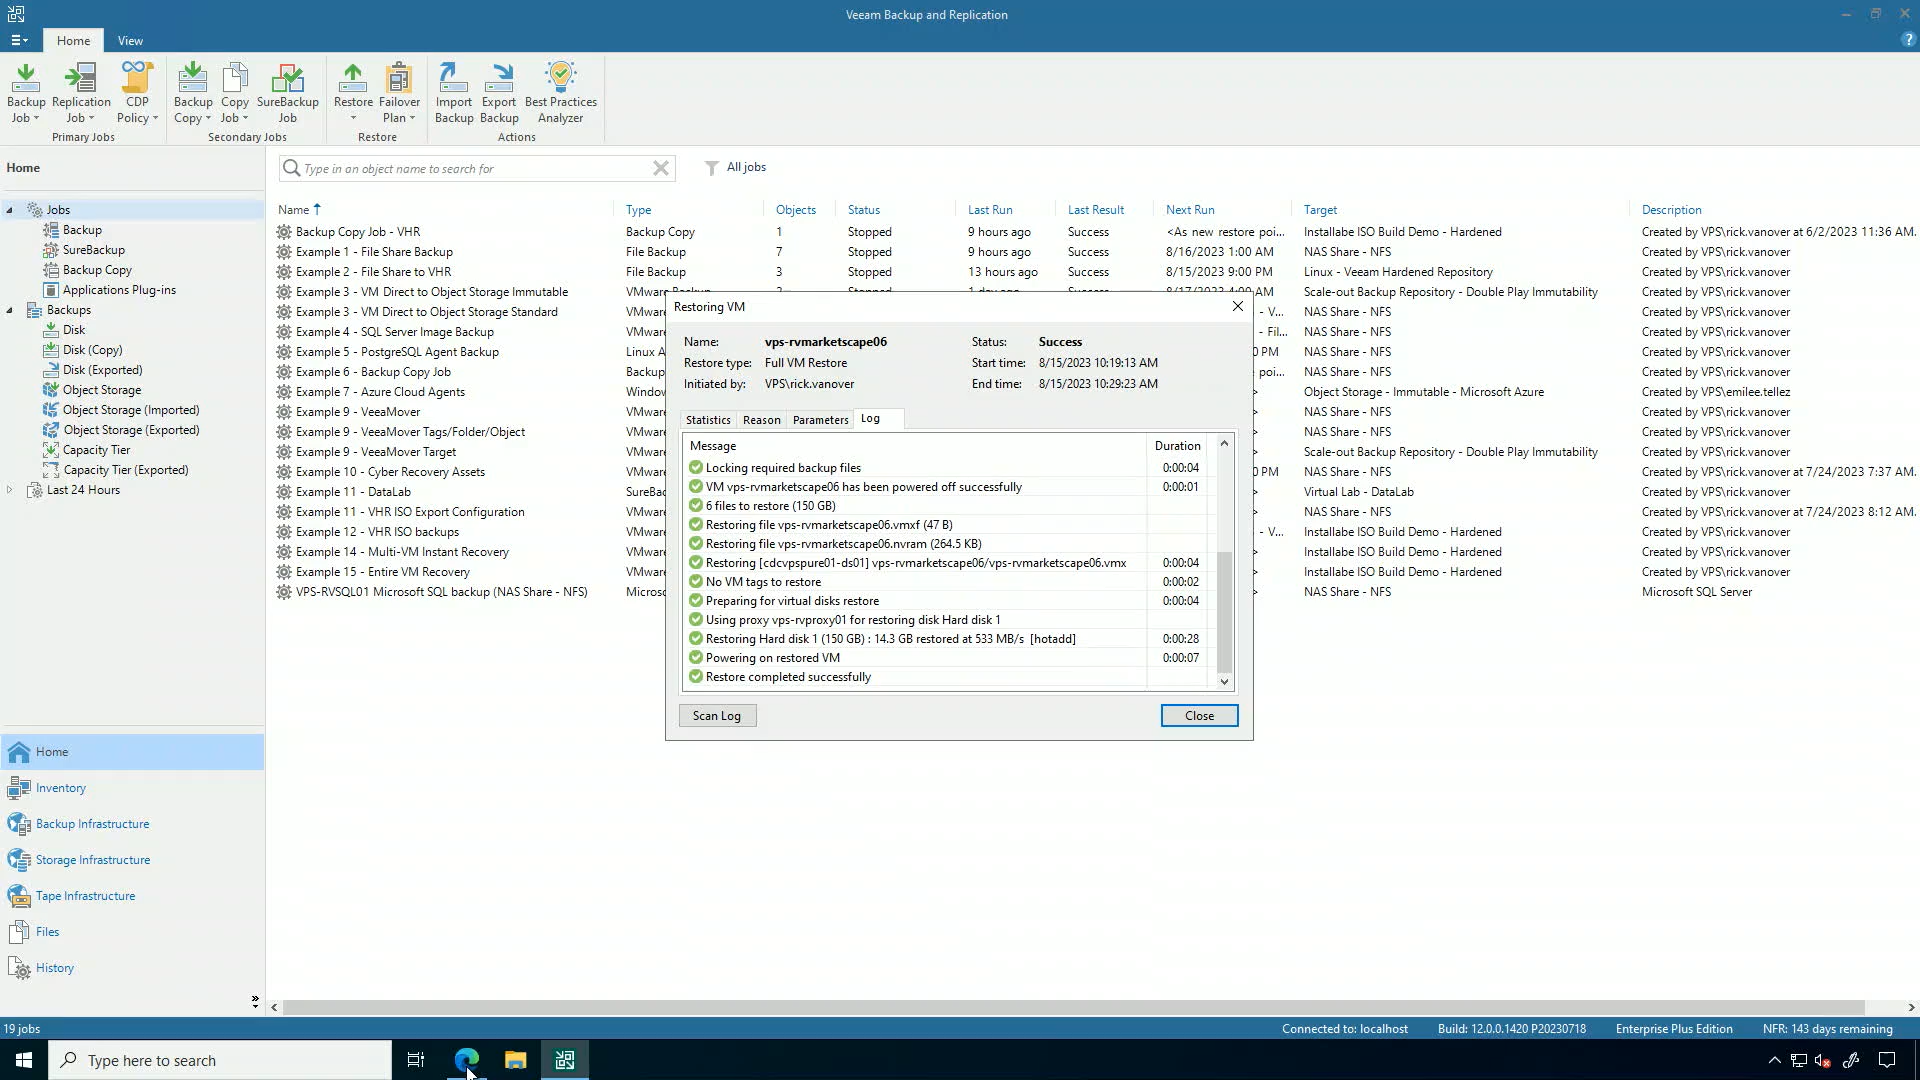 Veeam Backup and Replication
Home View
Backup Job
Replication Job
CDP Policy
Primary Jobs
Backup Copy
Copy Job
SureBackup Job
Secondary Jobs
Restore
Failover Plan
Restore
Import Backup
Export Backup
Best Practices Analyzer
Actions
Home
Jobs
Backup
SureBackup
Backup Copy
Applications Plug-ins
Backups
Disk
Disk (Copy)
Disk (Exported)
Object Storage
Object Storage (Imported)
Object Storage (Exported)
Capacity Tier
Capacity Tier (Exported)
Last 24 Hours
Home
Inventory
Backup Infrastructure
Storage Infrastructure
Tape Infrastructure
Files
History
Type in an object name to search for
All jobs
Name Type Objects Status Last Run Last Result Next Run Target Description
Backup Copy Job - VHR Backup Copy 1 Stopped 9 hours ago Success <As new restore poi... Installabe ISO Build Demo - Hardened Created by VPS\rick.vanover at 6/2/2023 11:36 AM.
Example 1 - File Share Backup File Backup 7 Stopped 9 hours ago Success 8/16/2023 1:00 AM NAS Share - NFS Created by VPS\rick.vanover
Example 2 - File Share to VHR File Backup 3 Stopped 13 hours ago Success 8/15/2023 9:00 PM Linux - Veeam Hardened Repository Created by VPS\rick.vanover
Example 3 - VM Direct to Object Storage Immutable Scale-out Backup Repository - Double Play Immutability Created by VPS\rick.vanover
Example 3 - VM Direct to Object Storage Standard VMware - V... NAS Share - NFS Created by VPS\rick.vanover
Example 4 - SQL Server Image Backup VMware - Fil... NAS Share - NFS Created by VPS\rick.vanover
Example 5 - PostgreSQL Agent Backup Linux A 0 PM NAS Share - NFS Created by VPS\rick.vanover
Example 6 - Backup Copy Job Backup poi... NAS Share - NFS Created by VPS\rick.vanover
Example 7 - Azure Cloud Agents Window > Object Storage - Immutable - Microsoft Azure Created by VPS\emilee.tellez
Example 9 - VeeaMover VMware > NAS Share - NFS Created by VPS\rick.vanover
Example 9 - VeeaMover Tags/Folder/Object VMware > NAS Share - NFS Created by VPS\rick.vanover
Example 9 - VeeaMover Target VMware > Scale-out Backup Repository - Double Play Immutability Created by VPS\rick.vanover
Example 10 - Cyber Recovery Assets VMware 0 PM NAS Share - NFS Created by VPS\rick.vanover at 7/24/2023 7:37 AM.
Example 11 - DataLab SureBac > Virtual Lab - DataLab Created by VPS\rick.vanover
Example 11 - VHR ISO Export Configuration VMware > NAS Share - NFS Created by VPS\rick.vanover at 7/24/2023 8:12 AM.
Example 12 - VHR ISO backups VMware - V... Installabe ISO Build Demo - Hardened Created by VPS\rick.vanover
Example 14 - Multi-VM Instant Recovery VMware > Installabe ISO Build Demo - Hardened Created by VPS\rick.vanover
Example 15 - Entire VM Recovery VMware > Installabe ISO Build Demo - Hardened Created by VPS\rick.vanover
VPS-RVSQL01 Microsoft SQL backup (NAS Share - NFS) Microso > NAS Share - NFS Microsoft SQL Server
Restoring VM
Name: vps-rvmarketscape06 Status: Success
Restore type: Full VM Restore Start time: 8/15/2023 10:19:13 AM
Initiated by: VPS\rick.vanover End time: 8/15/2023 10:29:23 AM
Statistics Reason Parameters Log
Message Duration
Locking required backup files 0:00:04
VM vps-rvmarketscape06 has been powered off successfully 0:00:01
6 files to restore (150 GB)
Restoring file vps-rvmarketscape06.vmxf (47 B)
Restoring file vps-rvmarketscape06.nvram (264.5 KB)
Restoring [cdcvpspure01-ds01] vps-rvmarketscape06/vps-rvmarketscape06.vmx 0:00:04
No VM tags to restore 0:00:02
Preparing for virtual disks restore 0:00:04
Using proxy vps-rvproxy01 for restoring disk Hard disk 1
Restoring Hard disk 1 (150 GB) : 14.3 GB restored at 533 MB/s [hotadd] 0:00:28
Powering on restored VM 0:00:07
Restore completed successfully
Scan Log Close
19 jobs Connected to: localhost Build: 12.0.0.1420 P20230718 Enterprise Plus Edition NFR: 143 days remaining
Type here to search